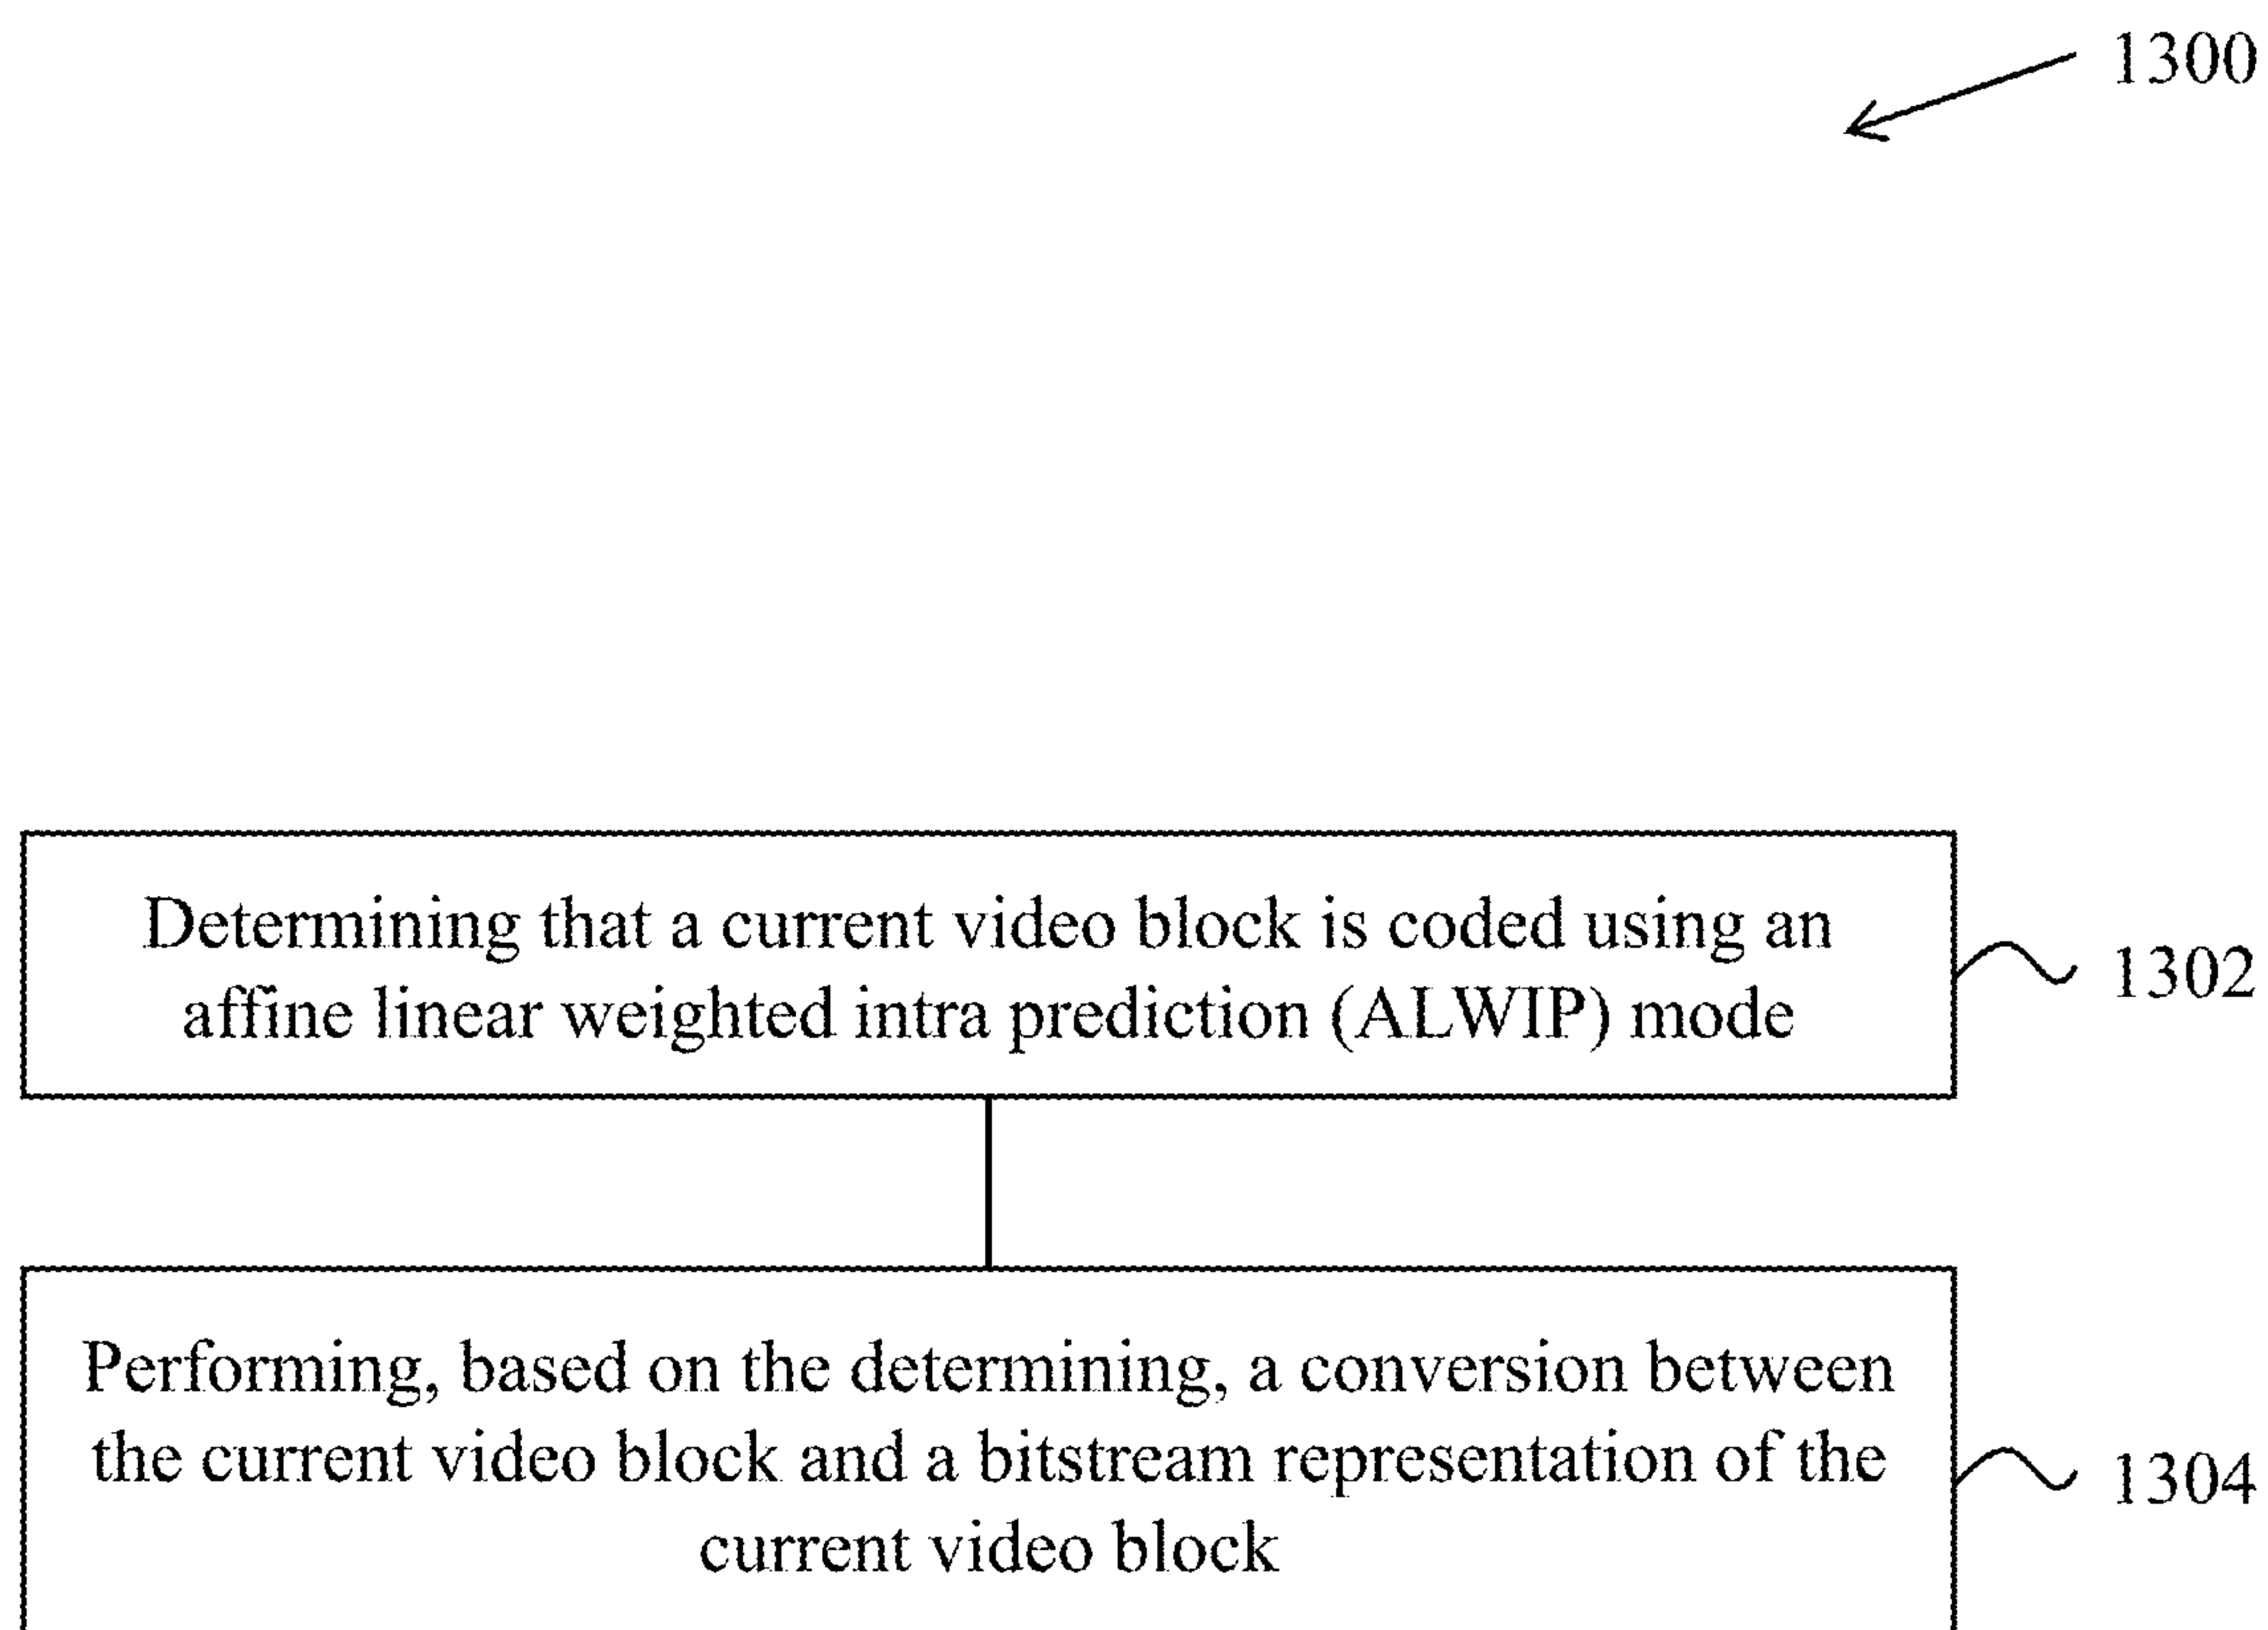 1300
Determining that a current video block is coded using an
affine linear weighted intra prediction (ALWIP) mode
1302
Performing, based on the determining, a conversion between
the current video block and a bitstream representation of the
current video block
1304